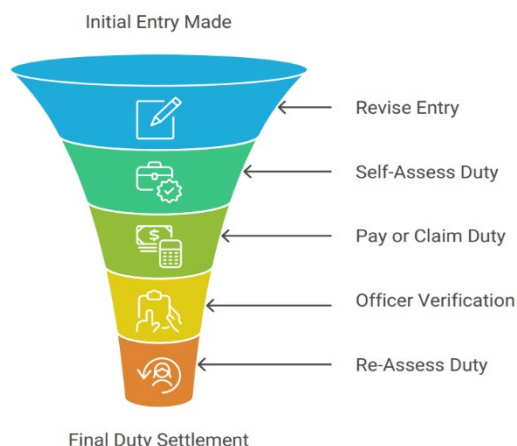 Initial Entry Made
Revise Entry
Self-Assess Duty
$
Pay or Claim Duty
Officer Verification
Re-Assess Duty
Final Duty Settlement